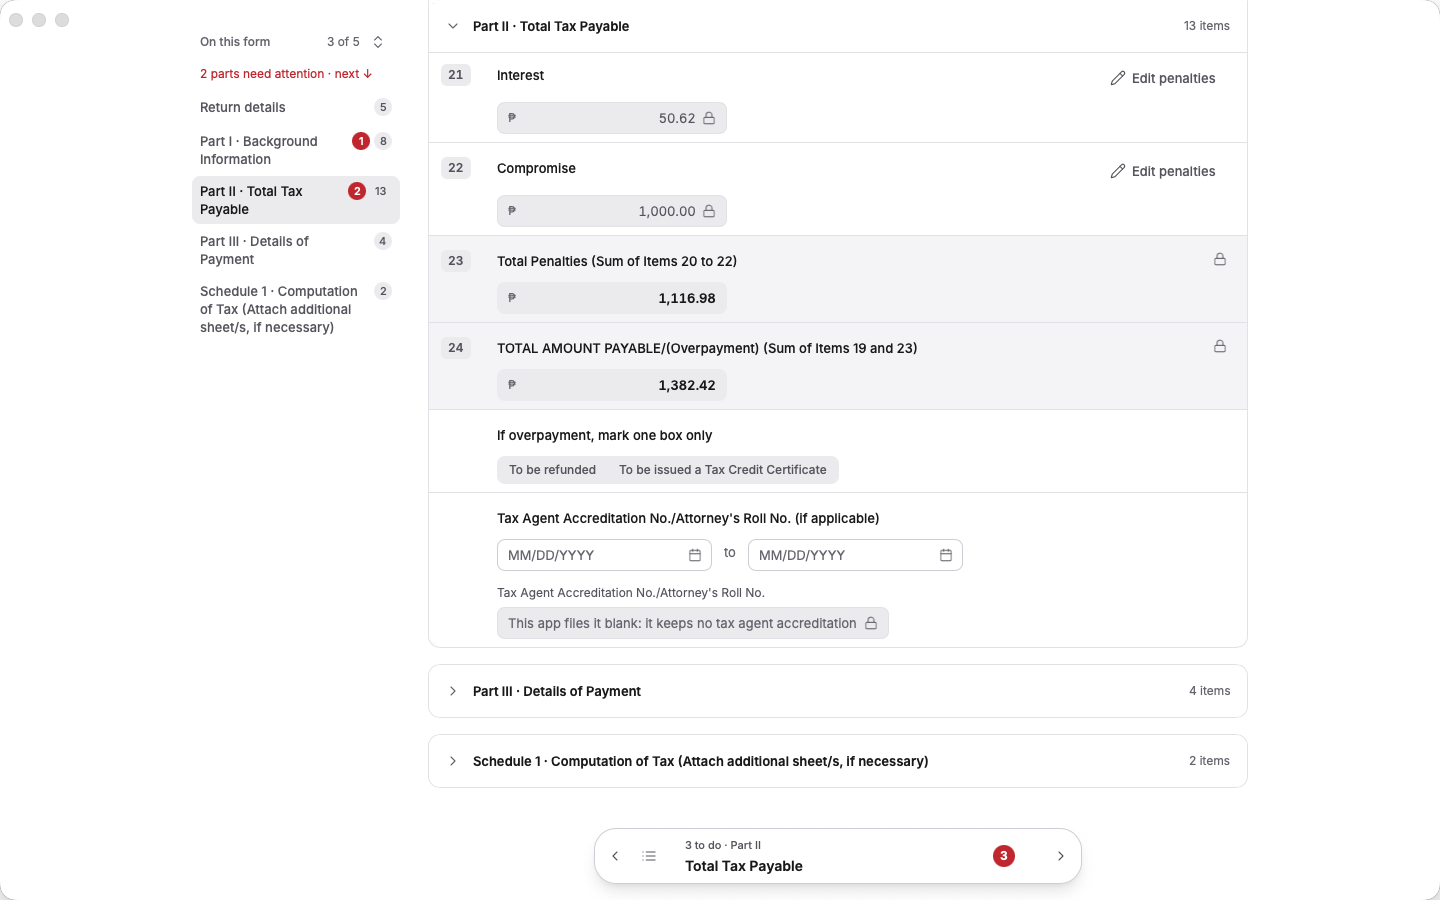 On this form 3 of 5
2 parts need attention · next ↓
Return details 5
Part I · Background 1 8
Information
Part II · Total Tax 2 13
Payable
Part III · Details of 4
Payment
Schedule 1 · Computation 2
of Tax (Attach additional
sheet/s, if necessary)
Part II · Total Tax Payable 13 items
21 Interest Edit penalties
₱ 50.62
22 Compromise Edit penalties
₱ 1,000.00
23 Total Penalties (Sum of Items 20 to 22)
₱ 1,116.98
24 TOTAL AMOUNT PAYABLE/(Overpayment) (Sum of Items 19 and 23)
₱ 1,382.42
If overpayment, mark one box only
To be refunded To be issued a Tax Credit Certificate
Tax Agent Accreditation No./Attorney's Roll No. (if applicable)
MM/DD/YYYY to MM/DD/YYYY
Tax Agent Accreditation No./Attorney's Roll No.
This app files it blank: it keeps no tax agent accreditation
Part III · Details of Payment 4 items
Schedule 1 · Computation of Tax (Attach additional sheet/s, if necessary) 2 items
3 to do · Part II
Total Tax Payable 3